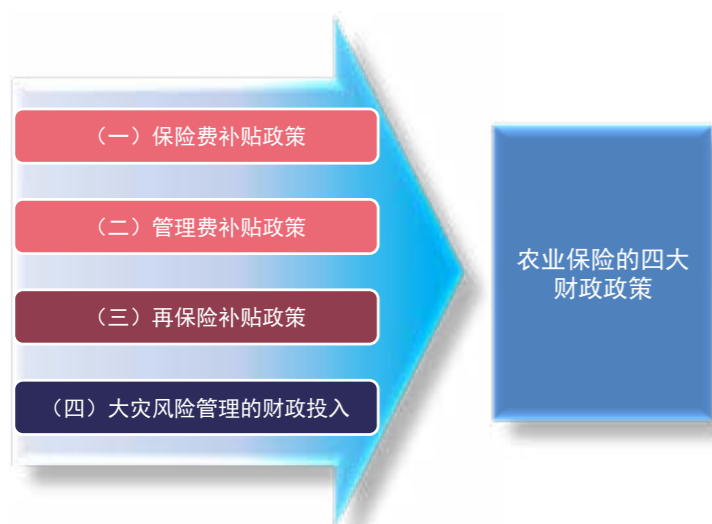 （一）保险费补贴政策
（二）管理费补贴政策
（三）再保险补贴政策
（四）大灾风险管理的财政投入
农业保险的四大
财政政策